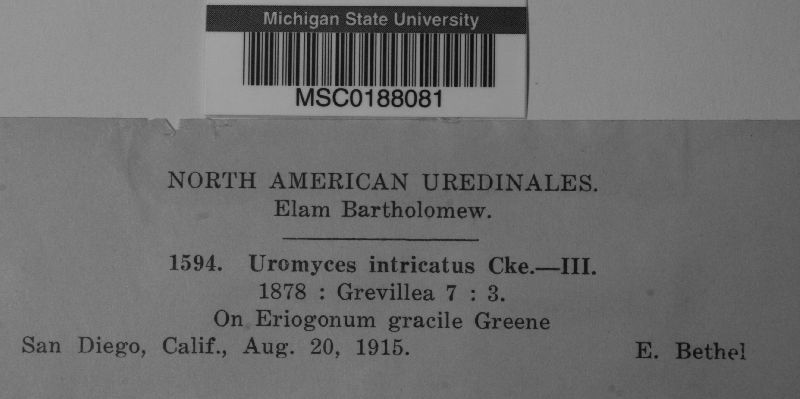 Michigan State University
MSC0188081
NORTH AMERICAN UREDINALES.
Elam Bartholomew.
1594. Uromyces intricatus Cke.—III.
1878 : Grevillea 7 : 3.
On Eriogonum gracile Greene
San Diego, Calif., Aug. 20, 1915. E. Bethel